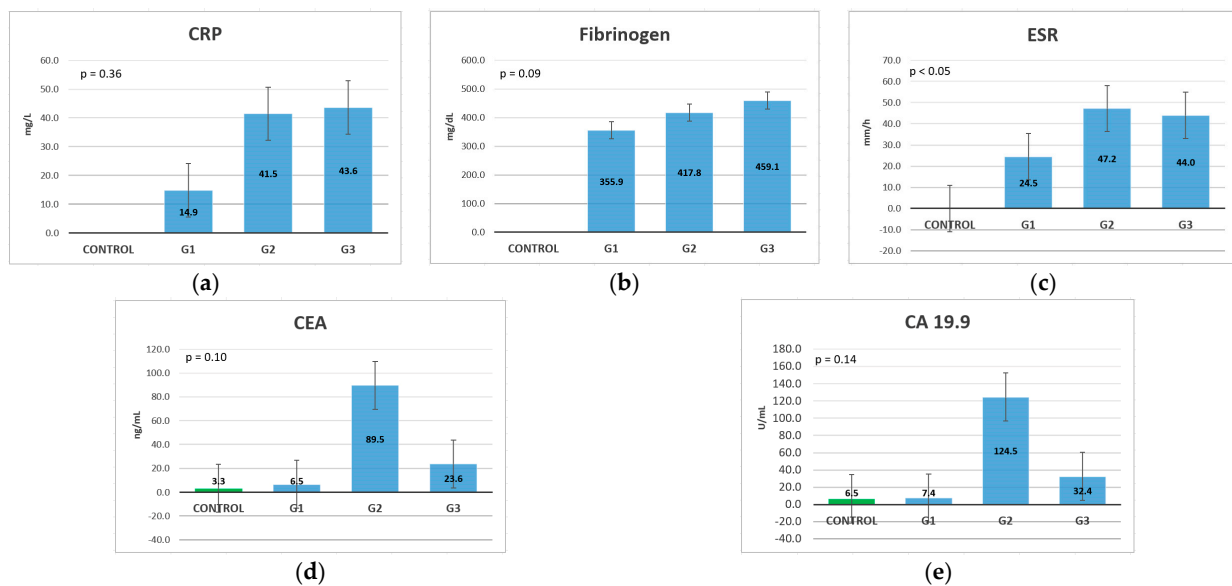 CRP
p = 0.36
mg/L
60.0
50.0
40.0
30.0
20.0
10.0
0.0
14.9
41.5
43.6
CONTROL G1 G2 G3
(a)
Fibrinogen
p = 0.09
mg/dL
600.0
500.0
400.0
300.0
200.0
100.0
0.0
355.9
417.8
459.1
CONTROL G1 G2 G3
(b)
ESR
p < 0.05
mm/h
70.0
60.0
50.0
40.0
30.0
20.0
10.0
0.0
-10.0
-20.0
24.5
47.2
44.0
CONTROL G1 G2 G3
(c)
CEA
p = 0.10
ng/mL
120.0
100.0
80.0
60.0
40.0
20.0
0.0
-20.0
-40.0
3.3
6.5
89.5
23.6
CONTROL G1 G2 G3
(d)
CA 19.9
p = 0.14
U/mL
180.0
160.0
140.0
120.0
100.0
80.0
60.0
40.0
20.0
0.0
-20.0
-40.0
6.5
7.4
124.5
32.4
CONTROL G1 G2 G3
(e)